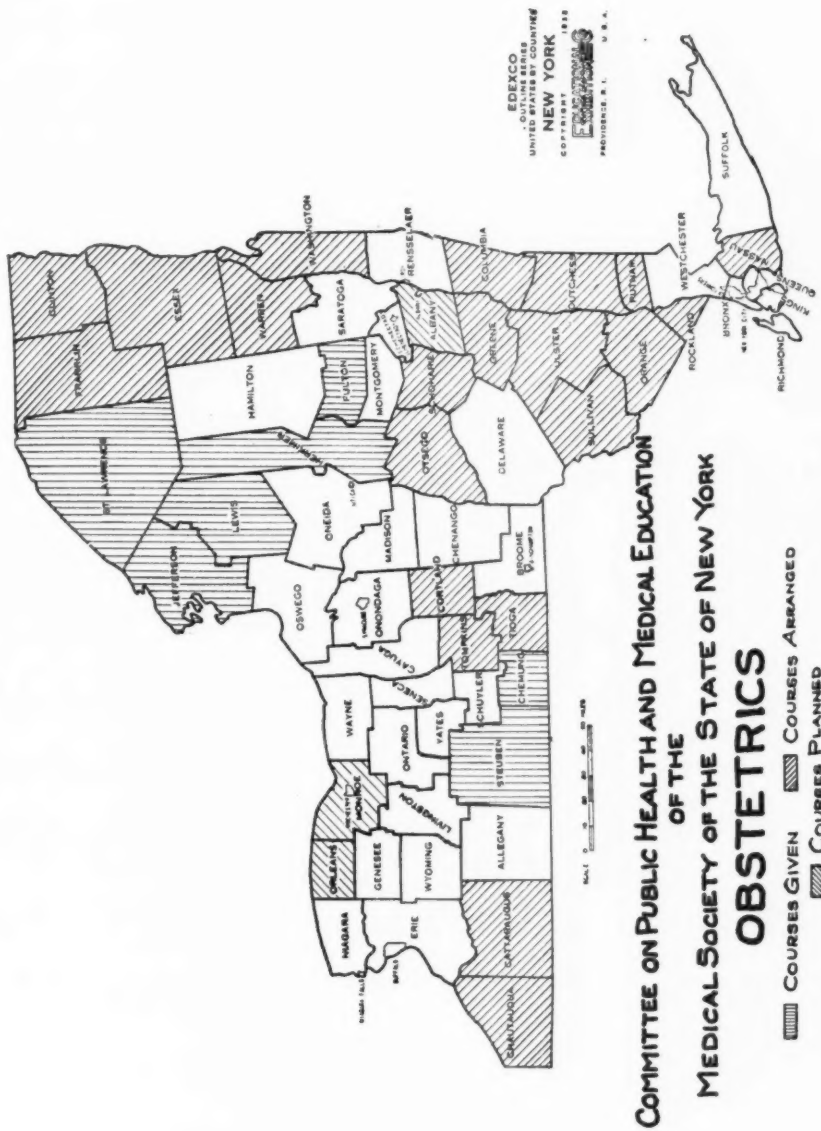 EDEXCO
OUTLINE SERIES
UNITED STATES BY COUNTIES
NEW YORK
COPYRIGHT
PROVIDENCE, R. I. U. S. A.
CLINTON
FRANKLIN
ST. LAWRENCE
ESSEX
JEFFERSON
LEWIS
HAMILTON
WARREN
WASHINGTON
HERKIMER
OSWEGO
ONEIDA
FULTON
SARATOGA
NIAGARA
ORLEANS
MONROE
WAYNE
CAYUGA
ONONDAGA
MADISON
MONTGOMERY
RENSSELAER
ALBANY
SCHOHARIE
OTSEGO
GENESEE
ERIE
BUFFALO
WYOMING
LIVINGSTON
ONTARIO
SENECA
YATES
CORTLAND
CHENANGO
TOMPKINS
SCHUYLER
CHAUTAUQUA
CATTARAUGUS
ALLEGANY
STEUBEN
CHEMUNG
TIOGA
BROOME
DELAWARE
GREENE
COLUMBIA
ULSTER
DUTCHESS
SULLIVAN
ORANGE
PUTNAM
ROCKLAND
WESTCHESTER
BRONX
NASSAU
SUFFOLK
QUEENS
KINGS
RICHMOND
SCALE
COMMITTEE ON PUBLIC HEALTH AND MEDICAL EDUCATION
OF THE
MEDICAL SOCIETY OF THE STATE OF NEW YORK
OBSTETRICS
COURSES GIVEN COURSES ARRANGED
COURSES PLANNED